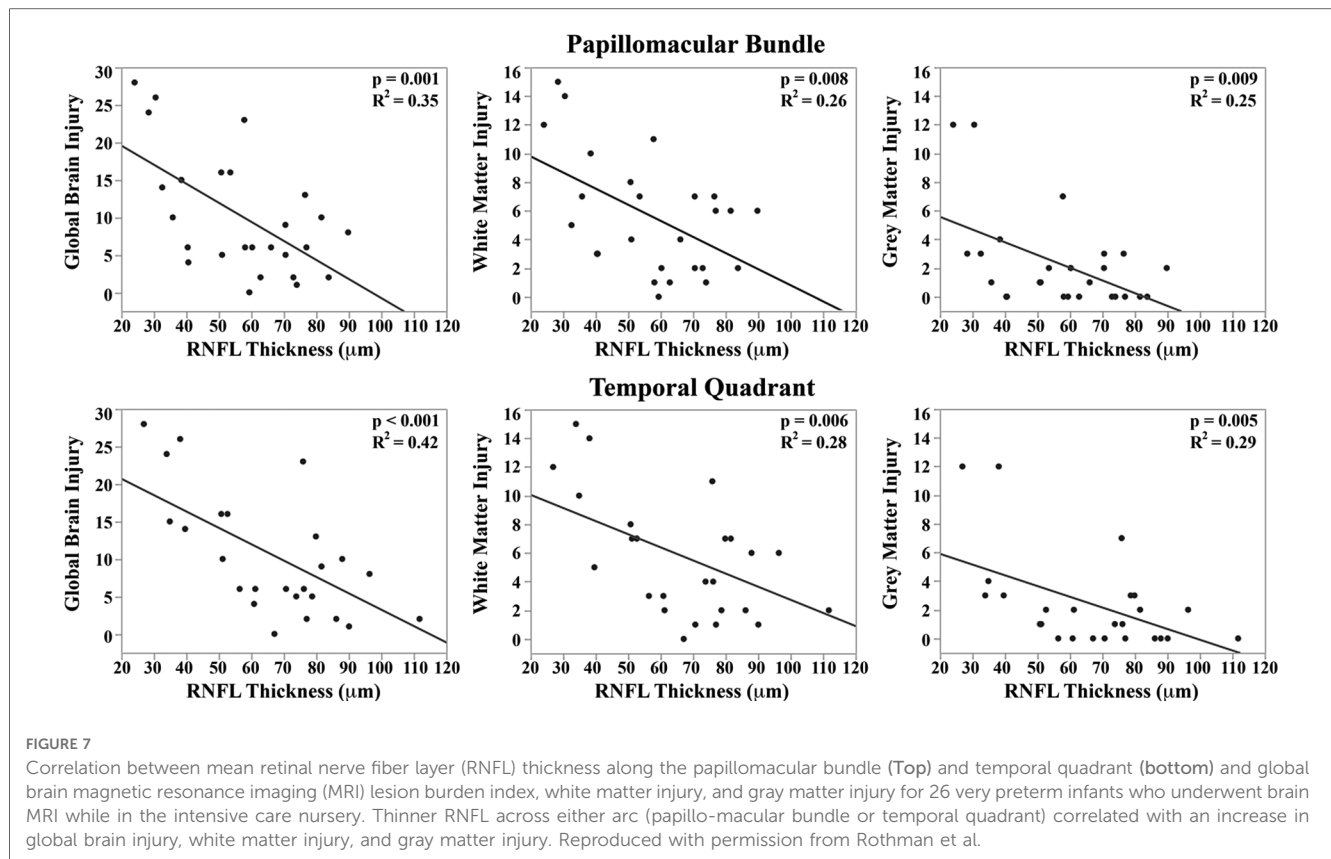 Papillomacular Bundle
Global Brain Injury
30
25
20
15
10
5
0
p = 0.001
R² = 0.35
20 30 40 50 60 70 80 90 100 110 120
RNFL Thickness (μm)
White Matter Injury
16
14
12
10
8
6
4
2
0
p = 0.008
R² = 0.26
20 30 40 50 60 70 80 90 100 110 120
RNFL Thickness (μm)
Grey Matter Injury
16
14
12
10
8
6
4
2
0
p = 0.009
R² = 0.25
20 30 40 50 60 70 80 90 100 110 120
RNFL Thickness (μm)
Temporal Quadrant
Global Brain Injury
30
25
20
15
10
5
0
p < 0.001
R² = 0.42
20 30 40 50 60 70 80 90 100 110 120
RNFL Thickness (μm)
White Matter Injury
16
14
12
10
8
6
4
2
0
p = 0.006
R² = 0.28
20 30 40 50 60 70 80 90 100 110 120
RNFL Thickness (μm)
Grey Matter Injury
16
14
12
10
8
6
4
2
0
p = 0.005
R² = 0.29
20 30 40 50 60 70 80 90 100 110 120
RNFL Thickness (μm)
FIGURE 7
Correlation between mean retinal nerve fiber layer (RNFL) thickness along the papillomacular bundle (Top) and temporal quadrant (bottom) and global
brain magnetic resonance imaging (MRI) lesion burden index, white matter injury, and gray matter injury for 26 very preterm infants who underwent brain
MRI while in the intensive care nursery. Thinner RNFL across either arc (papillo-macular bundle or temporal quadrant) correlated with an increase in
global brain injury, white matter injury, and gray matter injury. Reproduced with permission from Rothman et al.